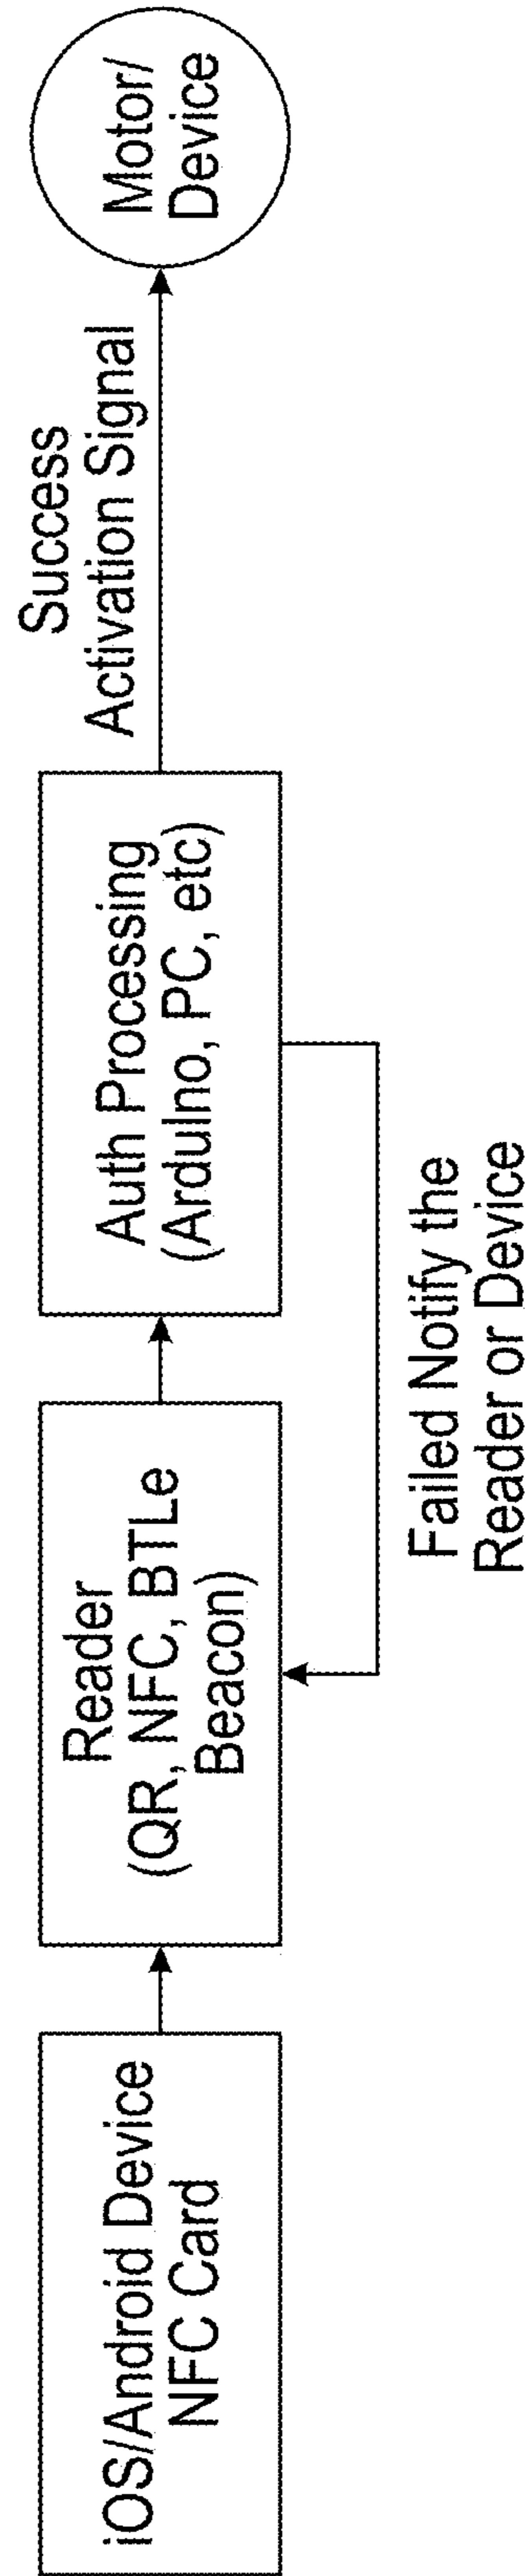 iOS/Android Device
NFC Card
Reader
(QR, NFC, BTLe
Beacon)
Auth Processing
(Arduino, PC, etc)
Success
Activation Signal
Motor/
Device
Failed Notify the
Reader or Device